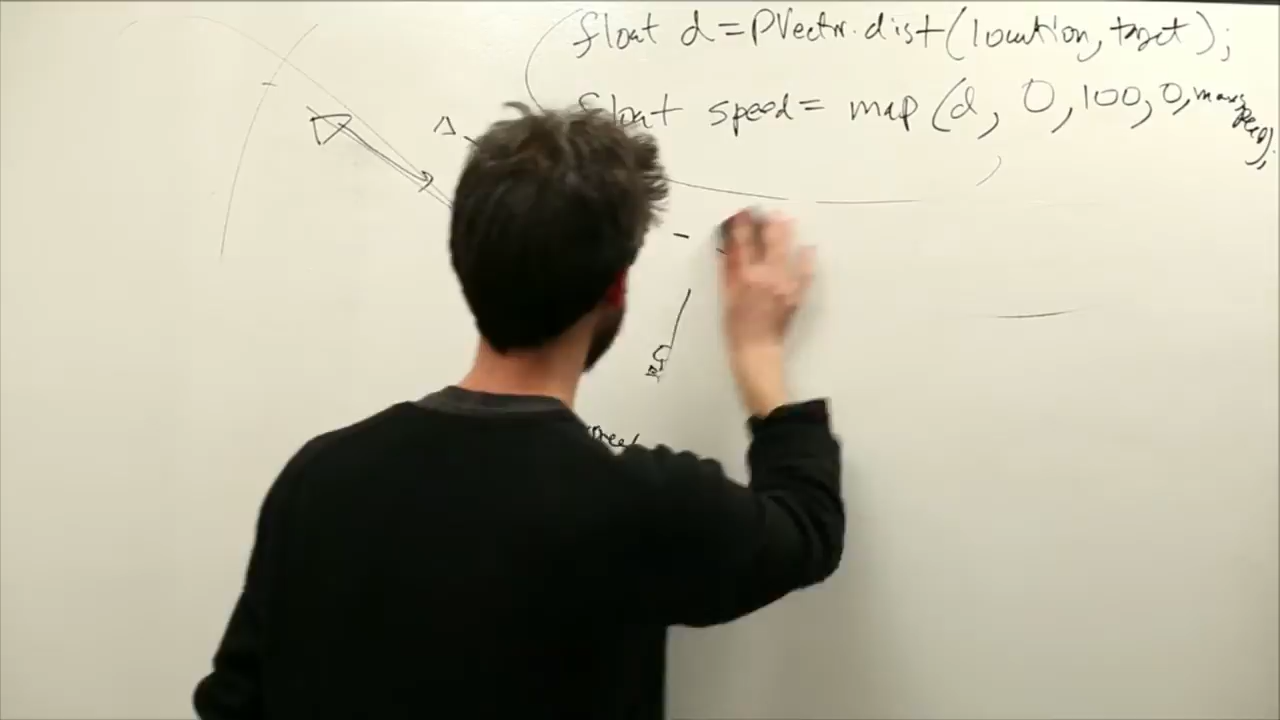 float d=PVector.dist(location, target);
float speed= map (d, 0,100,0,maxspeed);